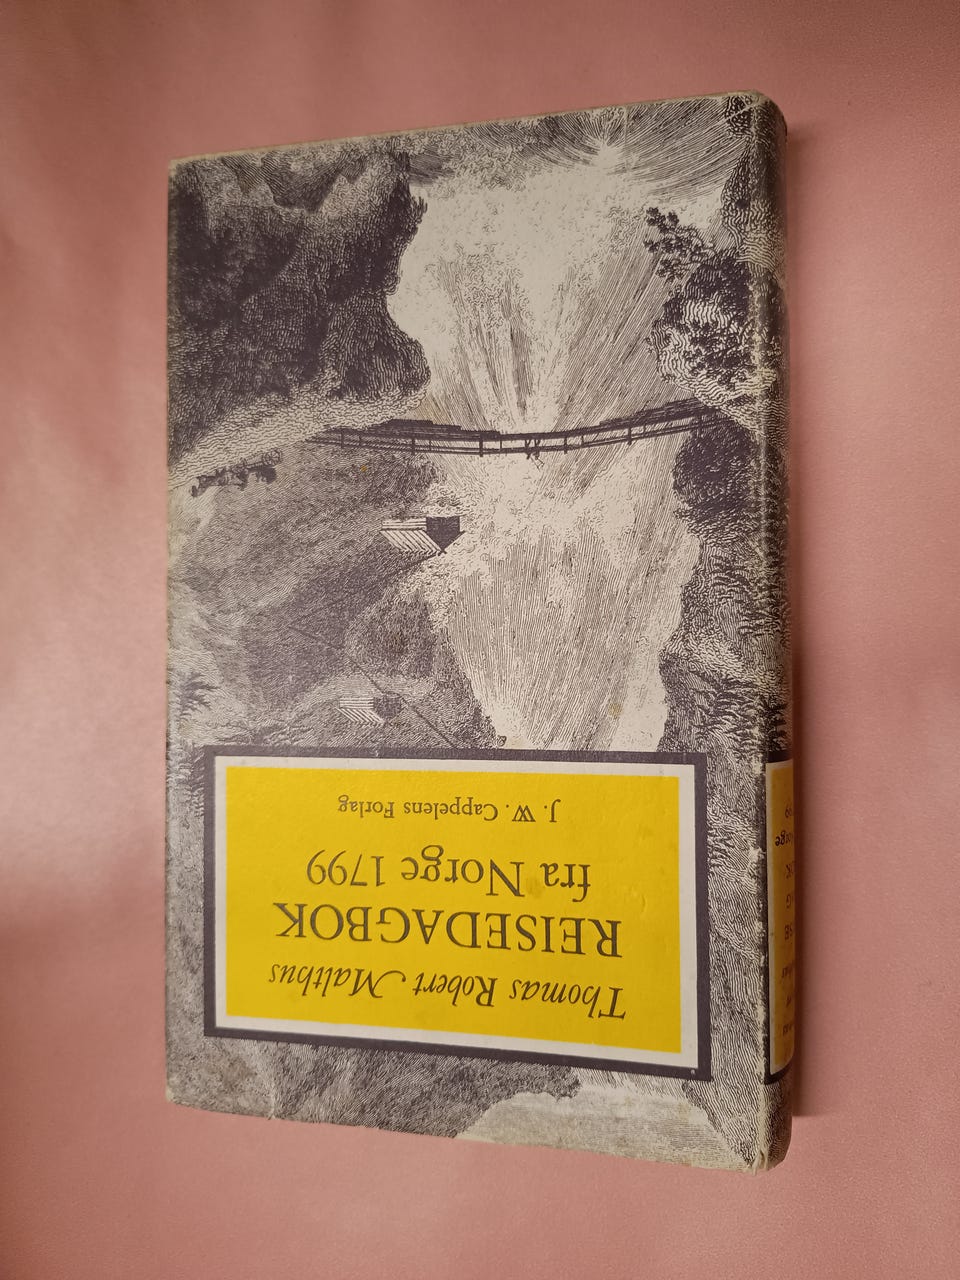 Thomas Robert Malthus
REISEDAGBOK
fra Norge 1799
J. W. Cappelens Forlag